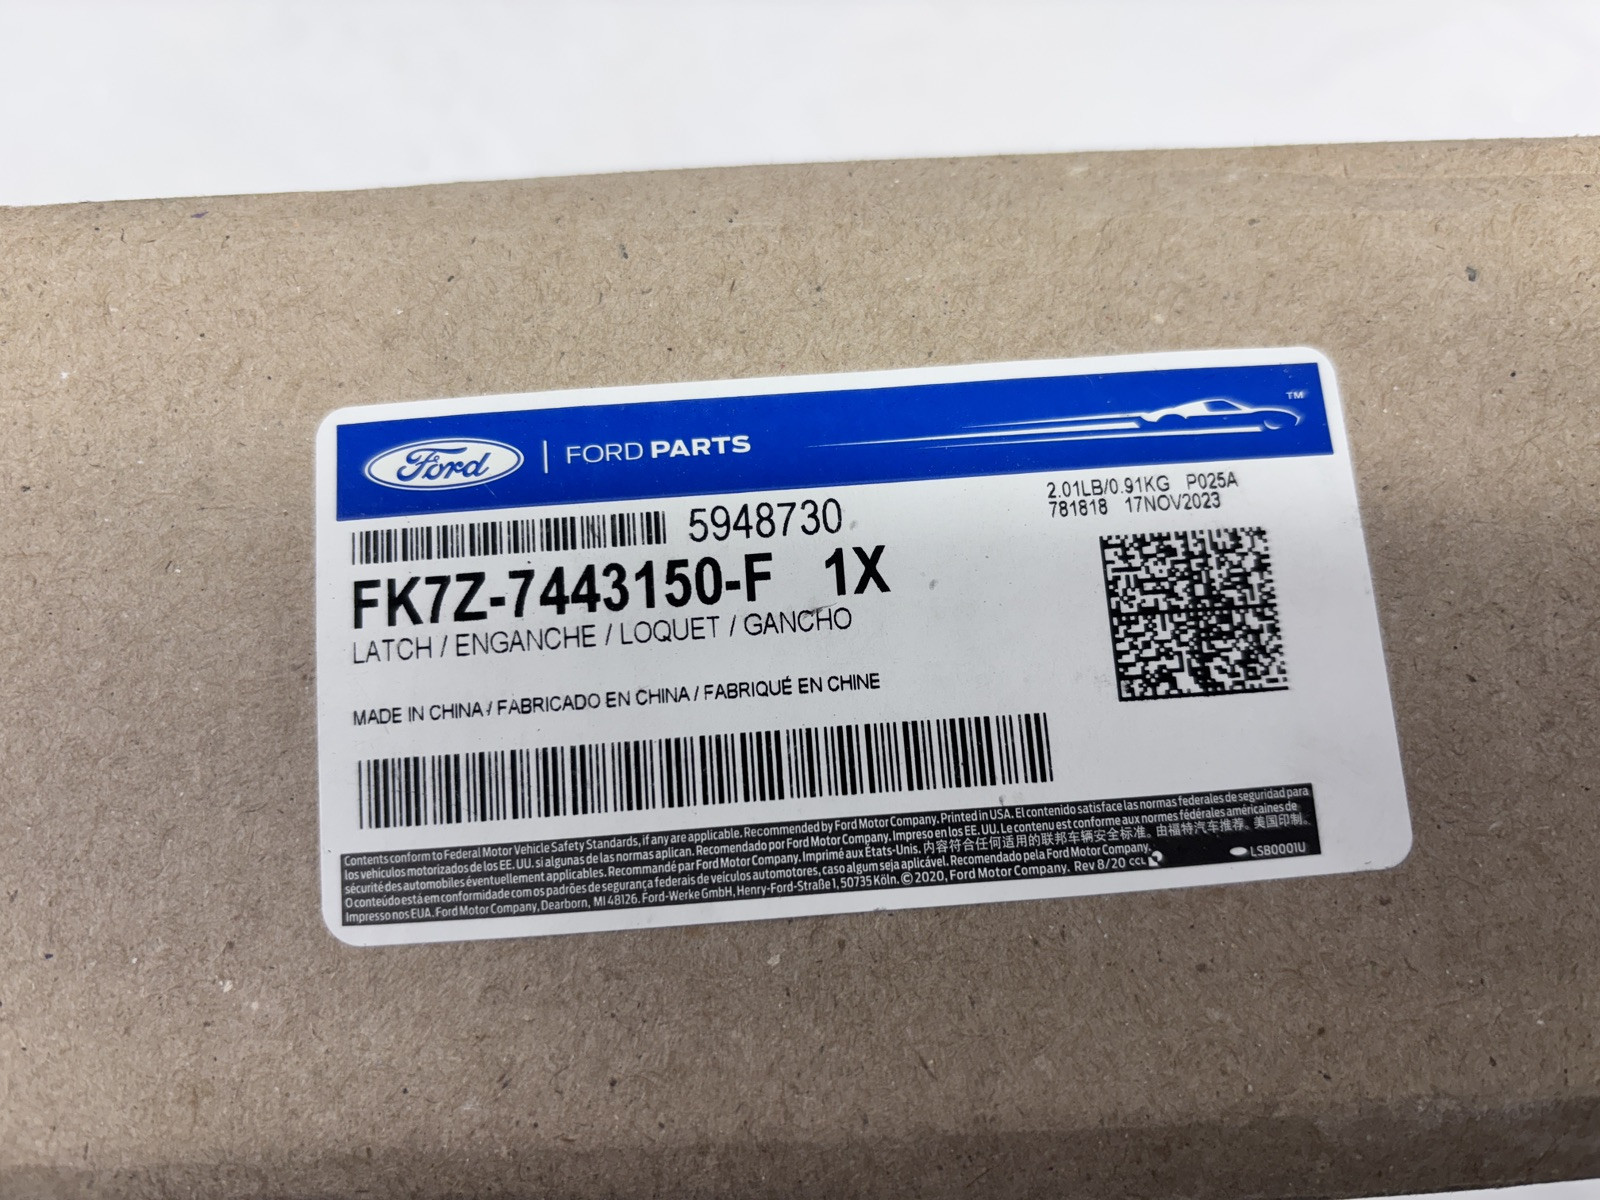 Ford | FORD PARTS TM
5948730
2.01LB/0.91KG P025A
781818 17NOV2023
FK7Z-7443150-F 1X
LATCH / ENGANCHE / LOQUET / GANCHO
MADE IN CHINA / FABRICADO EN CHINA / FABRIQUÉ EN CHINE
Contents conform to Federal Motor Vehicle Safety Standards, if any are applicable. Recommended by Ford Motor Company. Printed in USA. El contenido satisface las normas federales de seguridad para
los vehículos motorizados de los EE. UU. si algunas de las normas aplican. Recomendado por Ford Motor Company. Impreso en los EE. UU. Le contenu est conforme aux normes fédérales américaines de
sécurité des automobiles éventuellement applicables. Recommandé par Ford Motor Company. Imprimé aux États-Unis. 内容符合任何适用的联邦车辆安全标准。由福特汽车推荐。美国印制。
O conteúdo está em conformidade com os padrões de segurança federais de veículos automotores, caso algum seja aplicável. Recomendado pela Ford Motor Company.
Impresso nos EUA. Ford Motor Company, Dearborn, MI 48126. Ford-Werke GmbH, Henry-Ford-Straße 1, 50735 Köln. © 2020, Ford Motor Company. Rev 8/20 CCL LSB0001U